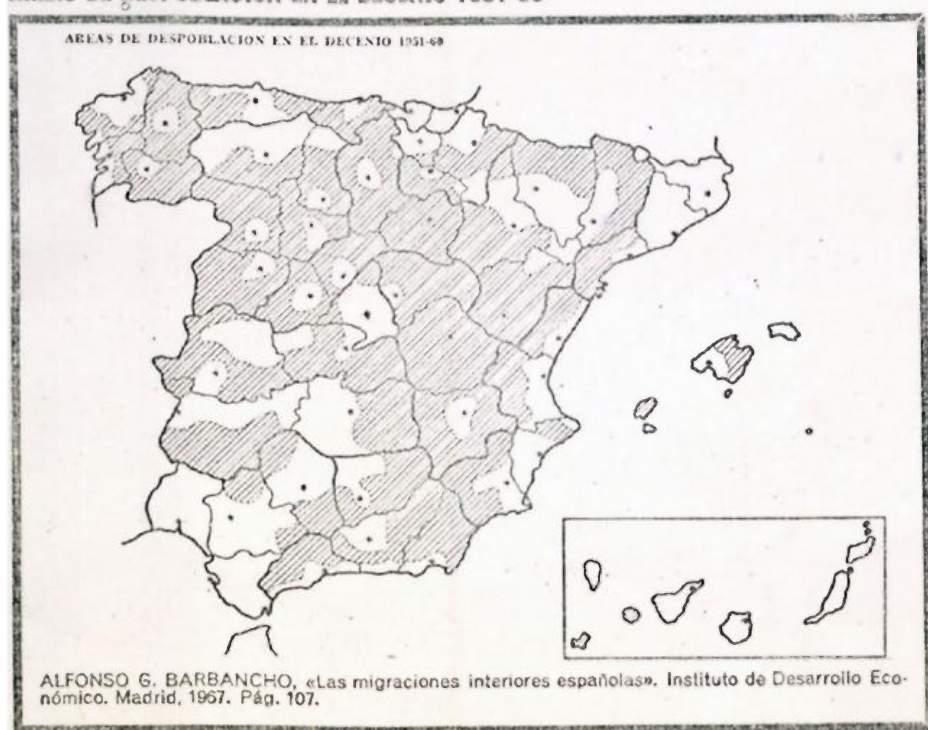 AREAS DE DESPOBLACION EN EL DECENIO 1951-60
ALFONSO G. BARBANCHO, «Las migraciones interiores españolas». Instituto de Desarrollo Eco-
nómico. Madrid, 1967. Pág. 107.